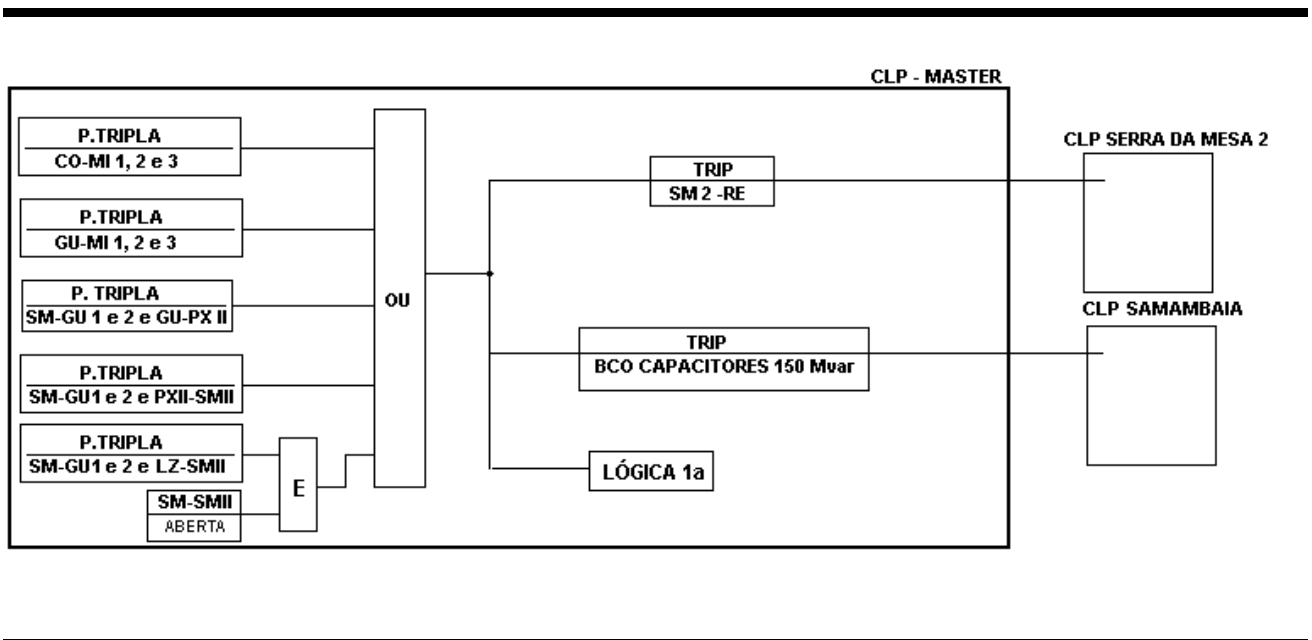 CLP - MASTER
P.TRIPLA
CO-MI 1, 2 e 3
P.TRIPLA
GU-MI 1, 2 e 3
P. TRIPLA
SM-GU 1 e 2 e GU-PX II
P.TRIPLA
SM-GU1 e 2 e PXII-SMII
P.TRIPLA
SM-GU1 e 2 e LZ-SMII
SM-SMII
ABERTA
E
OU
TRIP
SM 2 -RE
TRIP
BCO CAPACITORES 150 Mvar
LÓGICA 1a
CLP SERRA DA MESA 2
CLP SAMAMBAIA